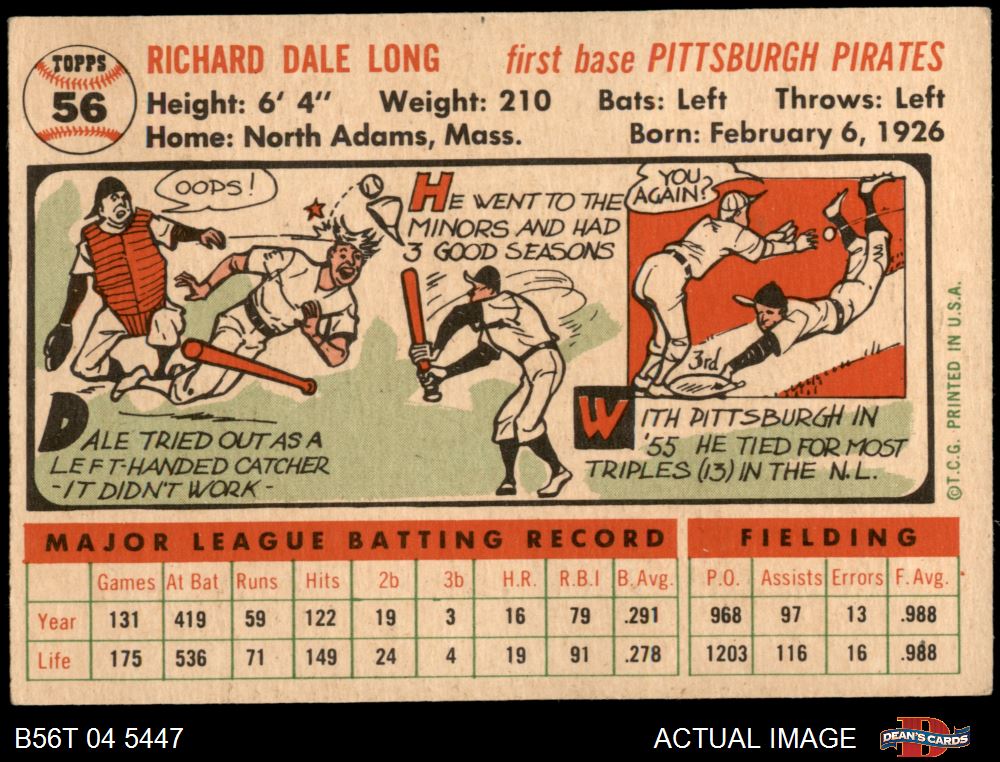 TOPPS
56
RICHARD DALE LONG first base PITTSBURGH PIRATES
Height: 6' 4" Weight: 210 Bats: Left Throws: Left
Home: North Adams, Mass. Born: February 6, 1926
OOPS!
DALE TRIED OUT AS A
LEFT-HANDED CATCHER
-IT DIDN'T WORK-
HE WENT TO THE
MINORS AND HAD
3 GOOD SEASONS
YOU
AGAIN?
3rd
WITH PITTSBURGH IN
'55 HE TIED FOR MOST
TRIPLES (13) IN THE N.L.
©T.C.G. PRINTED IN U.S.A.
MAJOR LEAGUE BATTING RECORD FIELDING
Games At Bat Runs Hits 2b 3b H.R. R.B.I B.Avg. P.O. Assists Errors F. Avg.
Year 131 419 59 122 19 3 16 79 .291 968 97 13 .988
Life 175 536 71 149 24 4 19 91 .278 1203 116 16 .988
B56T 04 5447 ACTUAL IMAGE DEAN'S CARDS